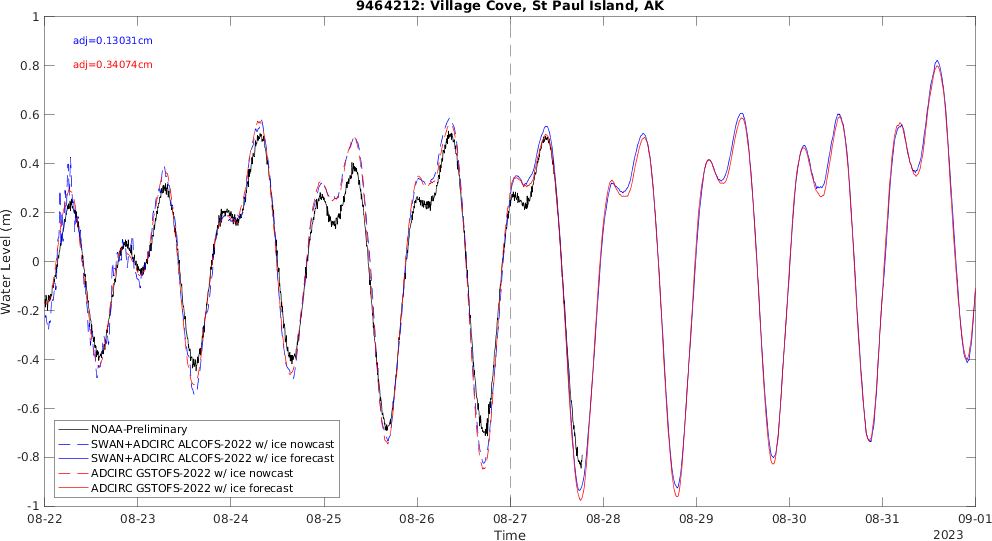 9464212: Village Cove, St Paul Island, AK
adj=0.13031cm
adj=0.34074cm
Water Level (m)
1
0.8
0.6
0.4
0.2
0
-0.2
-0.4
-0.6
-0.8
-1
NOAA-Preliminary
SWAN+ADCIRC ALCOFS-2022 w/ ice nowcast
SWAN+ADCIRC ALCOFS-2022 w/ ice forecast
ADCIRC GSTOFS-2022 w/ ice nowcast
ADCIRC GSTOFS-2022 w/ ice forecast
08-22 08-23 08-24 08-25 08-26 08-27 08-28 08-29 08-30 08-31 09-01
Time
2023